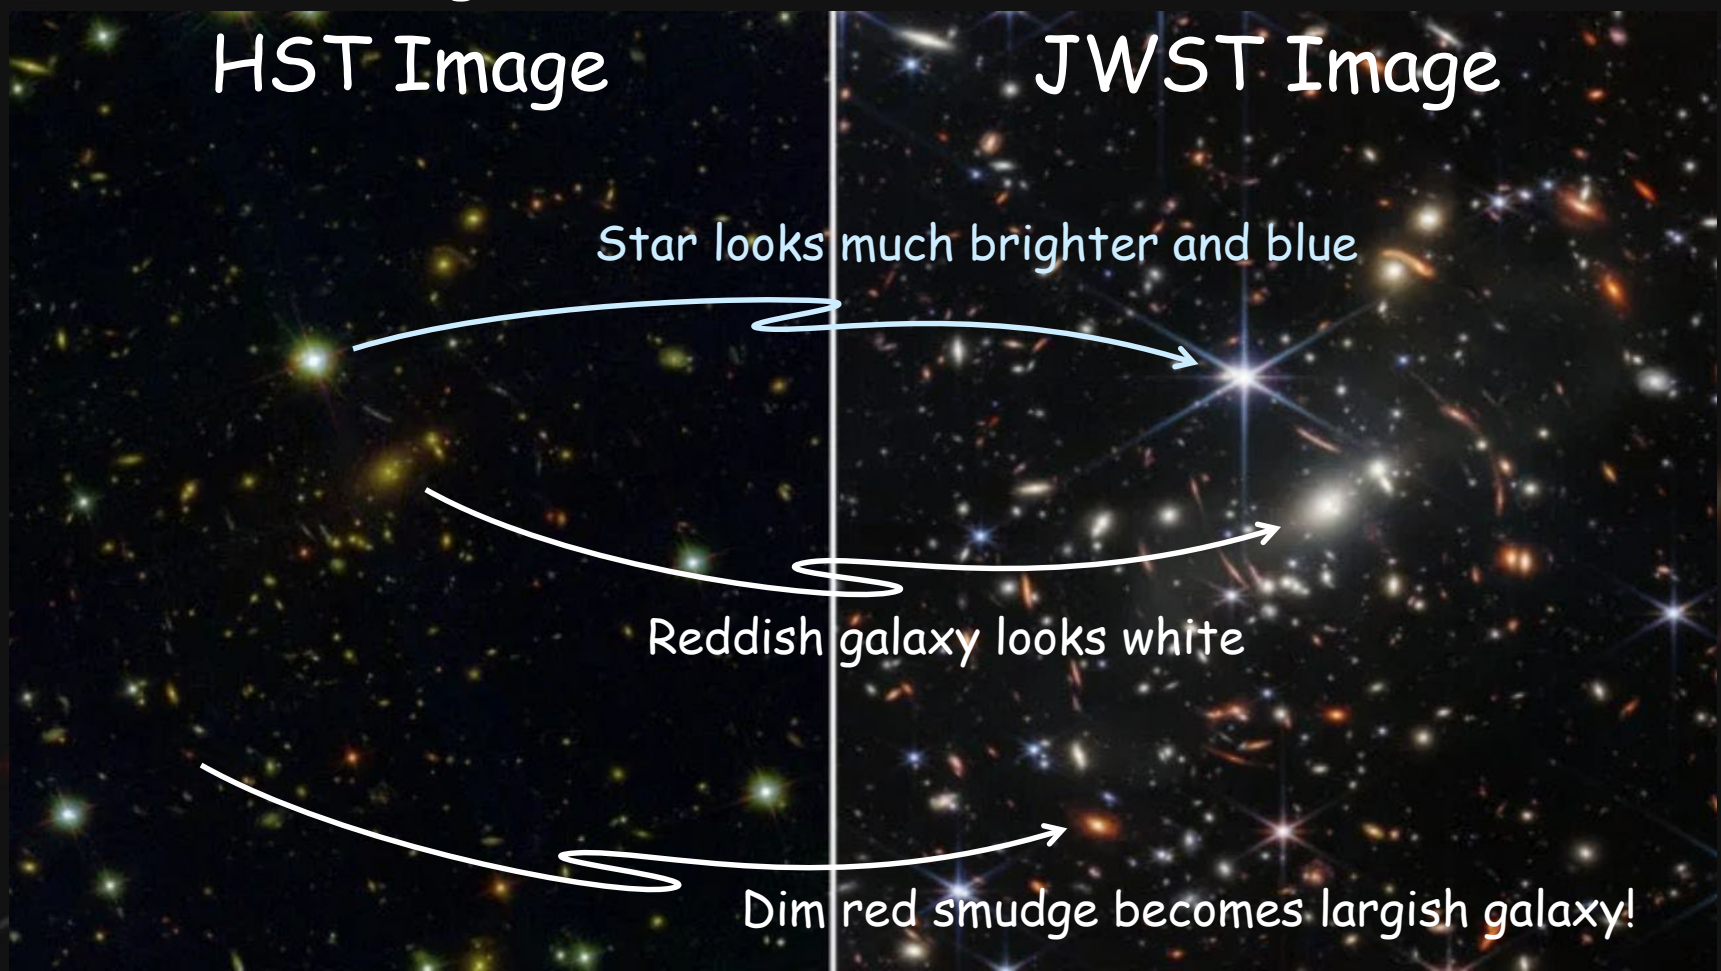 HST Image
JWST Image
Star looks much brighter and blue
Reddish galaxy looks white
Dim red smudge becomes largish galaxy!